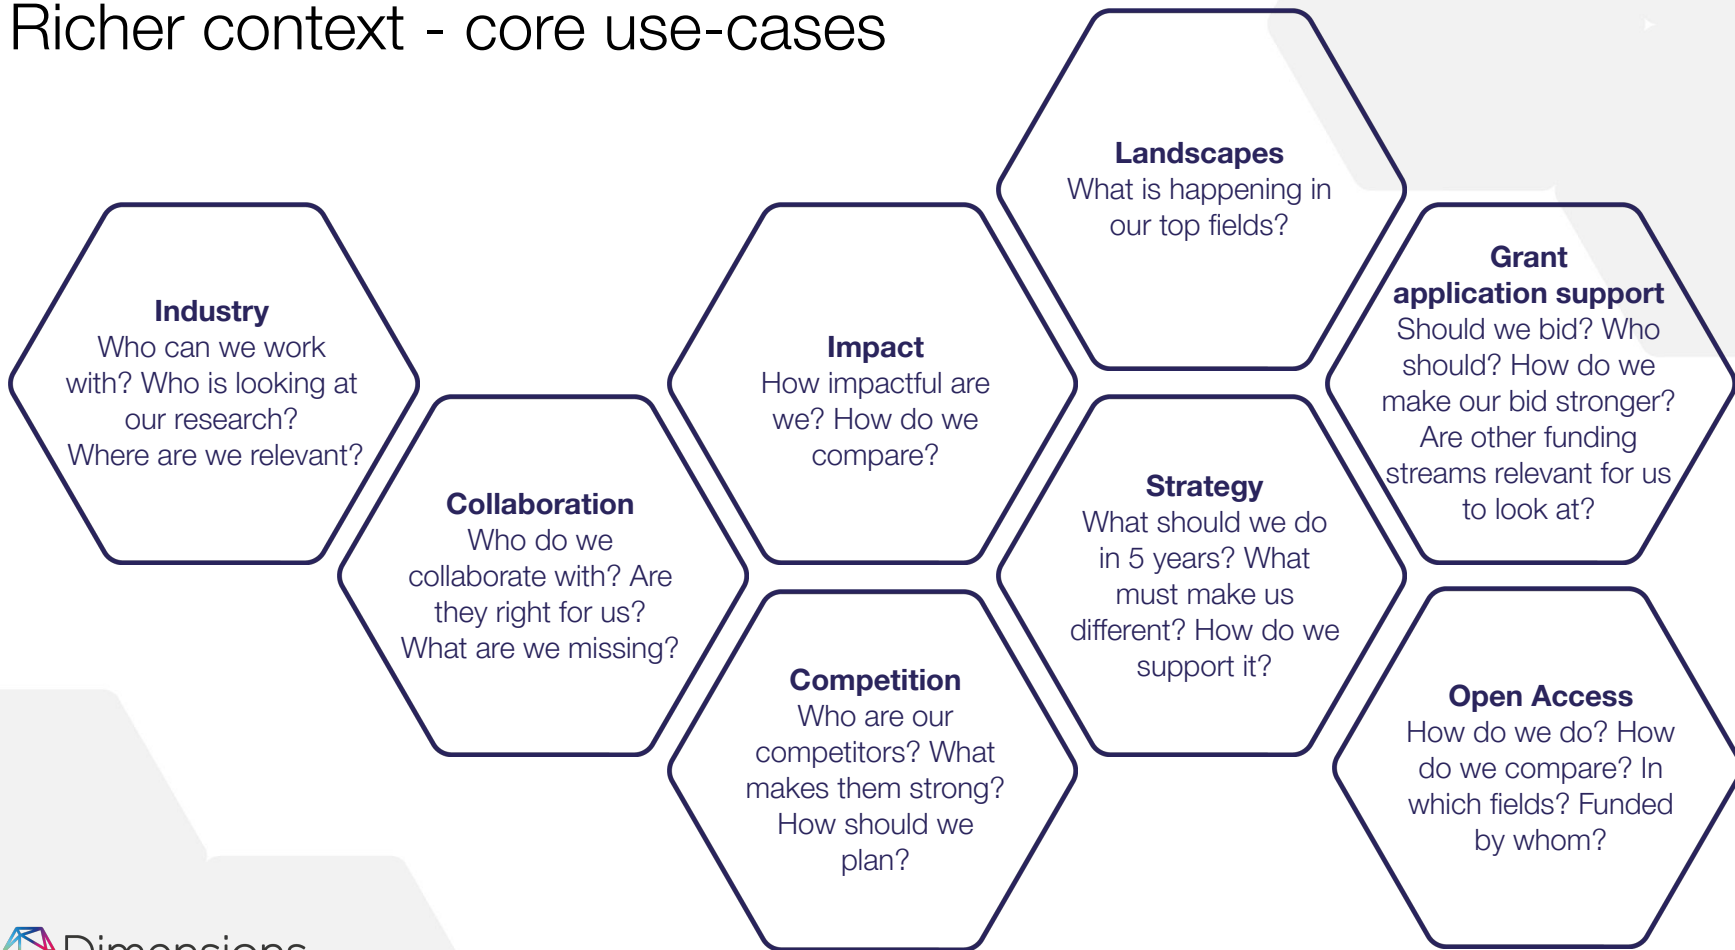 Richer context - core use-cases
Industry
Who can we work
with? Who is looking at
our research?
Where are we relevant?
Collaboration
Who do we
collaborate with? Are
they right for us?
What are we missing?
Impact
How impactful are
we? How do we
compare?
Competition
Who are our
competitors? What
makes them strong?
How should we
plan?
Landscapes
What is happening in
our top fields?
Strategy
What should we do
in 5 years? What
must make us
different? How do we
support it?
Grant
application support
Should we bid? Who
should? How do we
make our bid stronger?
Are other funding
streams relevant for us
to look at?
Open Access
How do we do? How
do we compare? In
which fields? Funded
by whom?
Dimensions